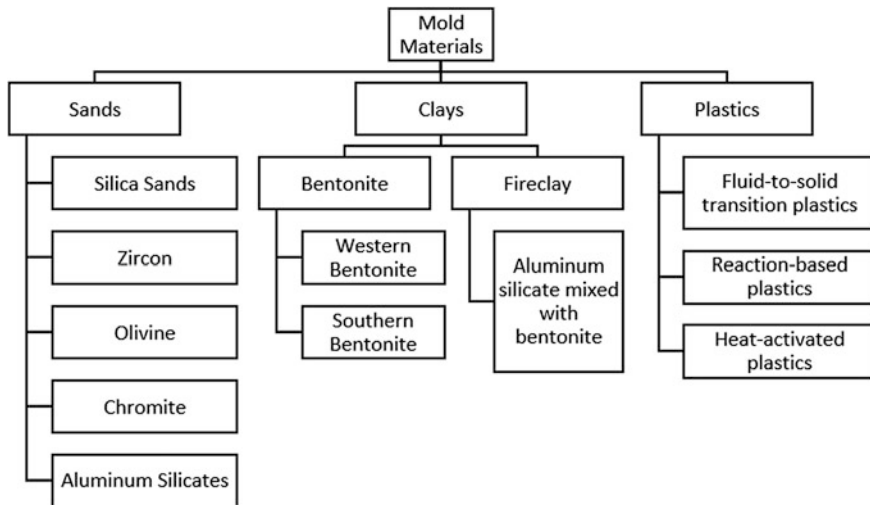 Mold
Materials
Sands
Clays
Plastics
Silica Sands
Zircon
Olivine
Chromite
Aluminum Silicates
Bentonite
Western
Bentonite
Southern
Bentonite
Fireclay
Aluminum
silicate mixed
with
bentonite
Fluid-to-solid
transition plastics
Reaction-based
plastics
Heat-activated
plastics